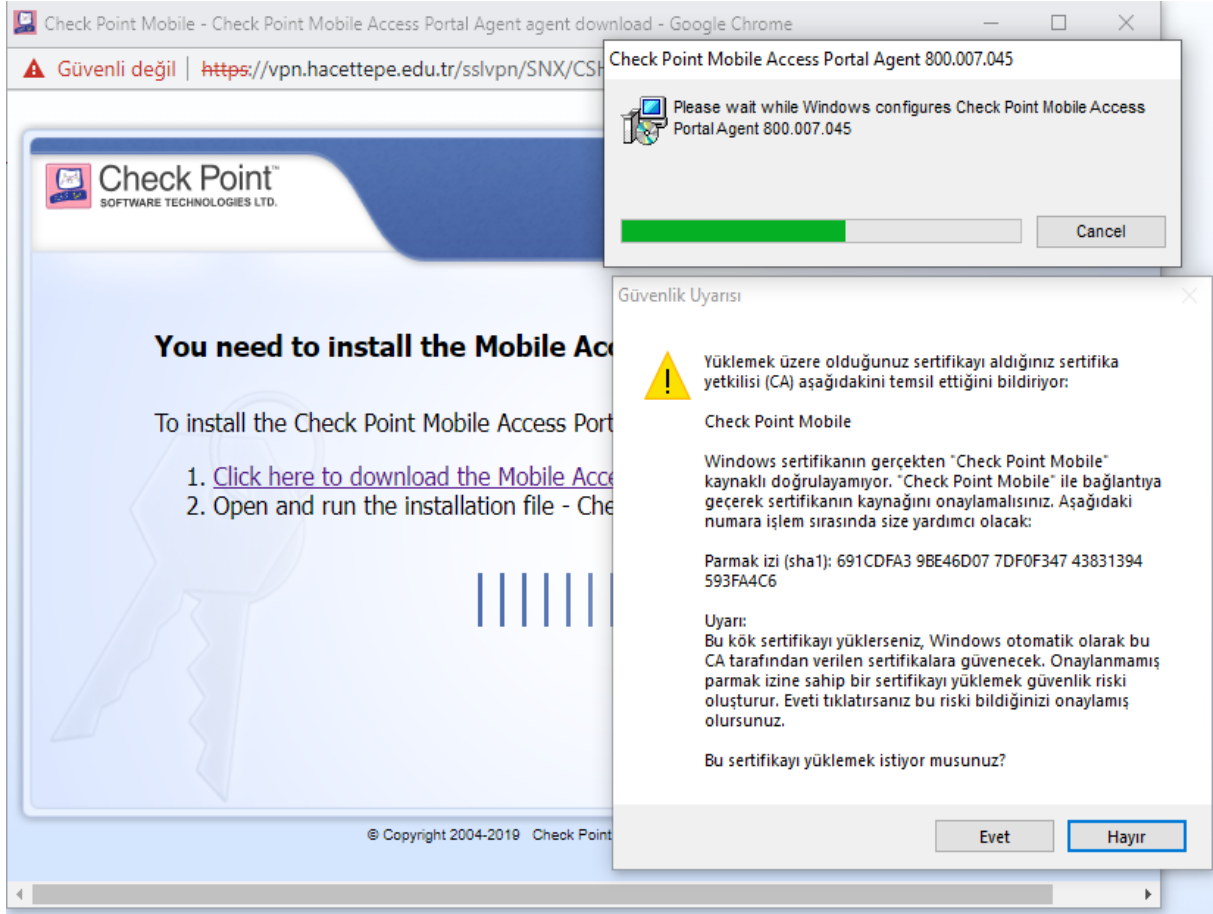 Check Point Mobile - Check Point Mobile Access Portal Agent agent download - Google Chrome
Güvenli değil | https://vpn.hacettepe.edu.tr/sslvpn/SNX/CSH
Check Point™
SOFTWARE TECHNOLOGIES LTD.
You need to install the Mobile Acc
To install the Check Point Mobile Access Port
1. Click here to download the Mobile Acce
2. Open and run the installation file - Che
© Copyright 2004-2019 Check Point
Check Point Mobile Access Portal Agent 800.007.045
Please wait while Windows configures Check Point Mobile Access
Portal Agent 800.007.045
Cancel
Güvenlik Uyarısı
Yüklemek üzere olduğunuz sertifikayı aldığınız sertifika
yetkilisi (CA) aşağıdakini temsil ettiğini bildiriyor:
Check Point Mobile
Windows sertifikanın gerçekten "Check Point Mobile"
kaynaklı doğrulayamıyor. "Check Point Mobile" ile bağlantıya
geçerek sertifikanın kaynağını onaylamalısınız. Aşağıdaki
numara işlem sırasında size yardımcı olacak:
Parmak izi (sha1): 691CDFA3 9BE46D07 7DF0F347 43831394
593FA4C6
Uyarı:
Bu kök sertifikayı yüklerseniz, Windows otomatik olarak bu
CA tarafından verilen sertifikalara güvenecek. Onaylanmamış
parmak izine sahip bir sertifikayı yüklemek güvenlik riski
oluşturur. Eveti tıklatırsanız bu riski bildiğinizi onaylamış
olursunuz.
Bu sertifikayı yüklemek istiyor musunuz?
Evet
Hayır